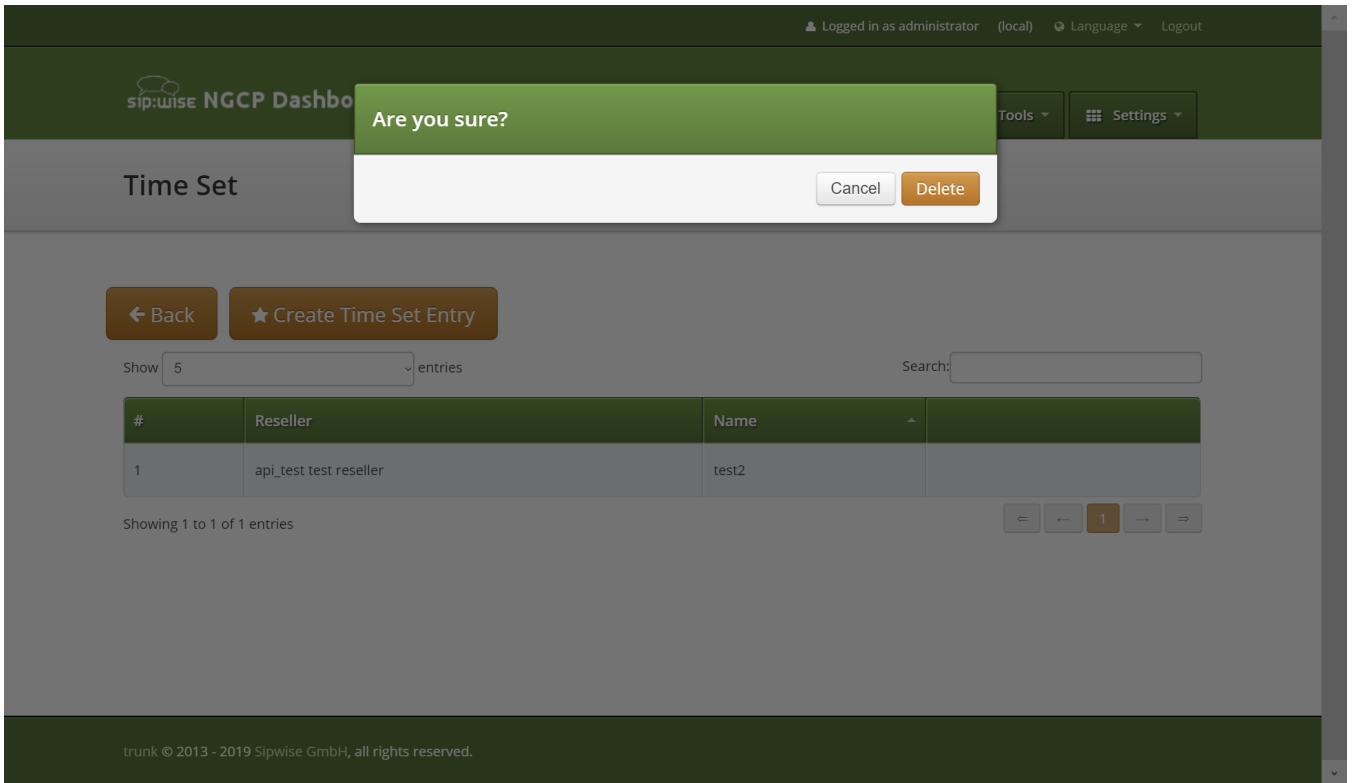 Logged in as administrator (local) Language Logout
sip:wise NGCP Dashbo
Are you sure?
Tools Settings
Time Set
Cancel Delete
Back Create Time Set Entry
Show 5 entries Search:
# Reseller Name
1 api_test test reseller test2
Showing 1 to 1 of 1 entries
⇐ ← 1 → ⇒
trunk © 2013 - 2019 Sipwise GmbH, all rights reserved.